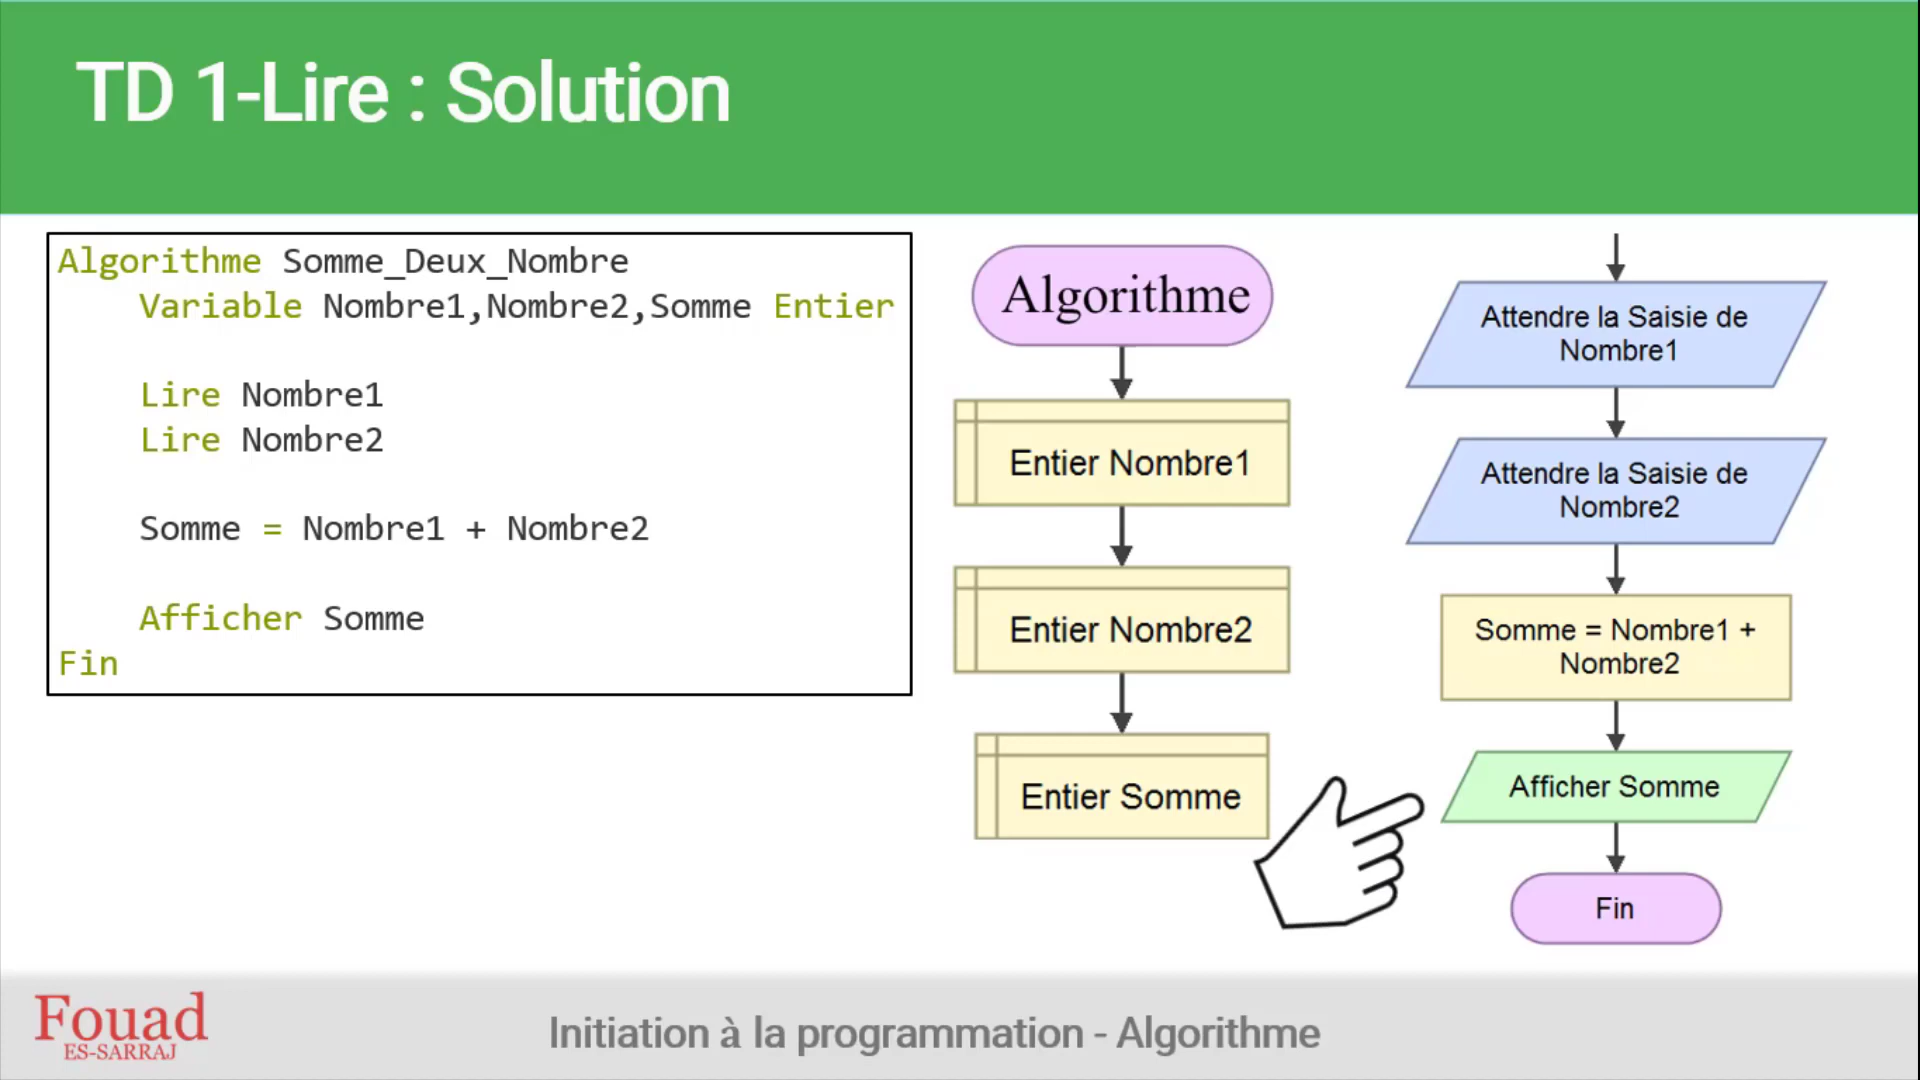 TD 1-Lire : Solution
Algorithme Somme_Deux_Nombre
Variable Nombre1,Nombre2,Somme Entier
Lire Nombre1
Lire Nombre2
Somme = Nombre1 + Nombre2
Afficher Somme
Fin
Algorithme
Entier Nombre1
Entier Nombre2
Entier Somme
Attendre la Saisie de
Nombre1
Attendre la Saisie de
Nombre2
Somme = Nombre1 +
Nombre2
Afficher Somme
Fin
Fouad
ES-SARRAJ
Initiation à la programmation - Algorithme